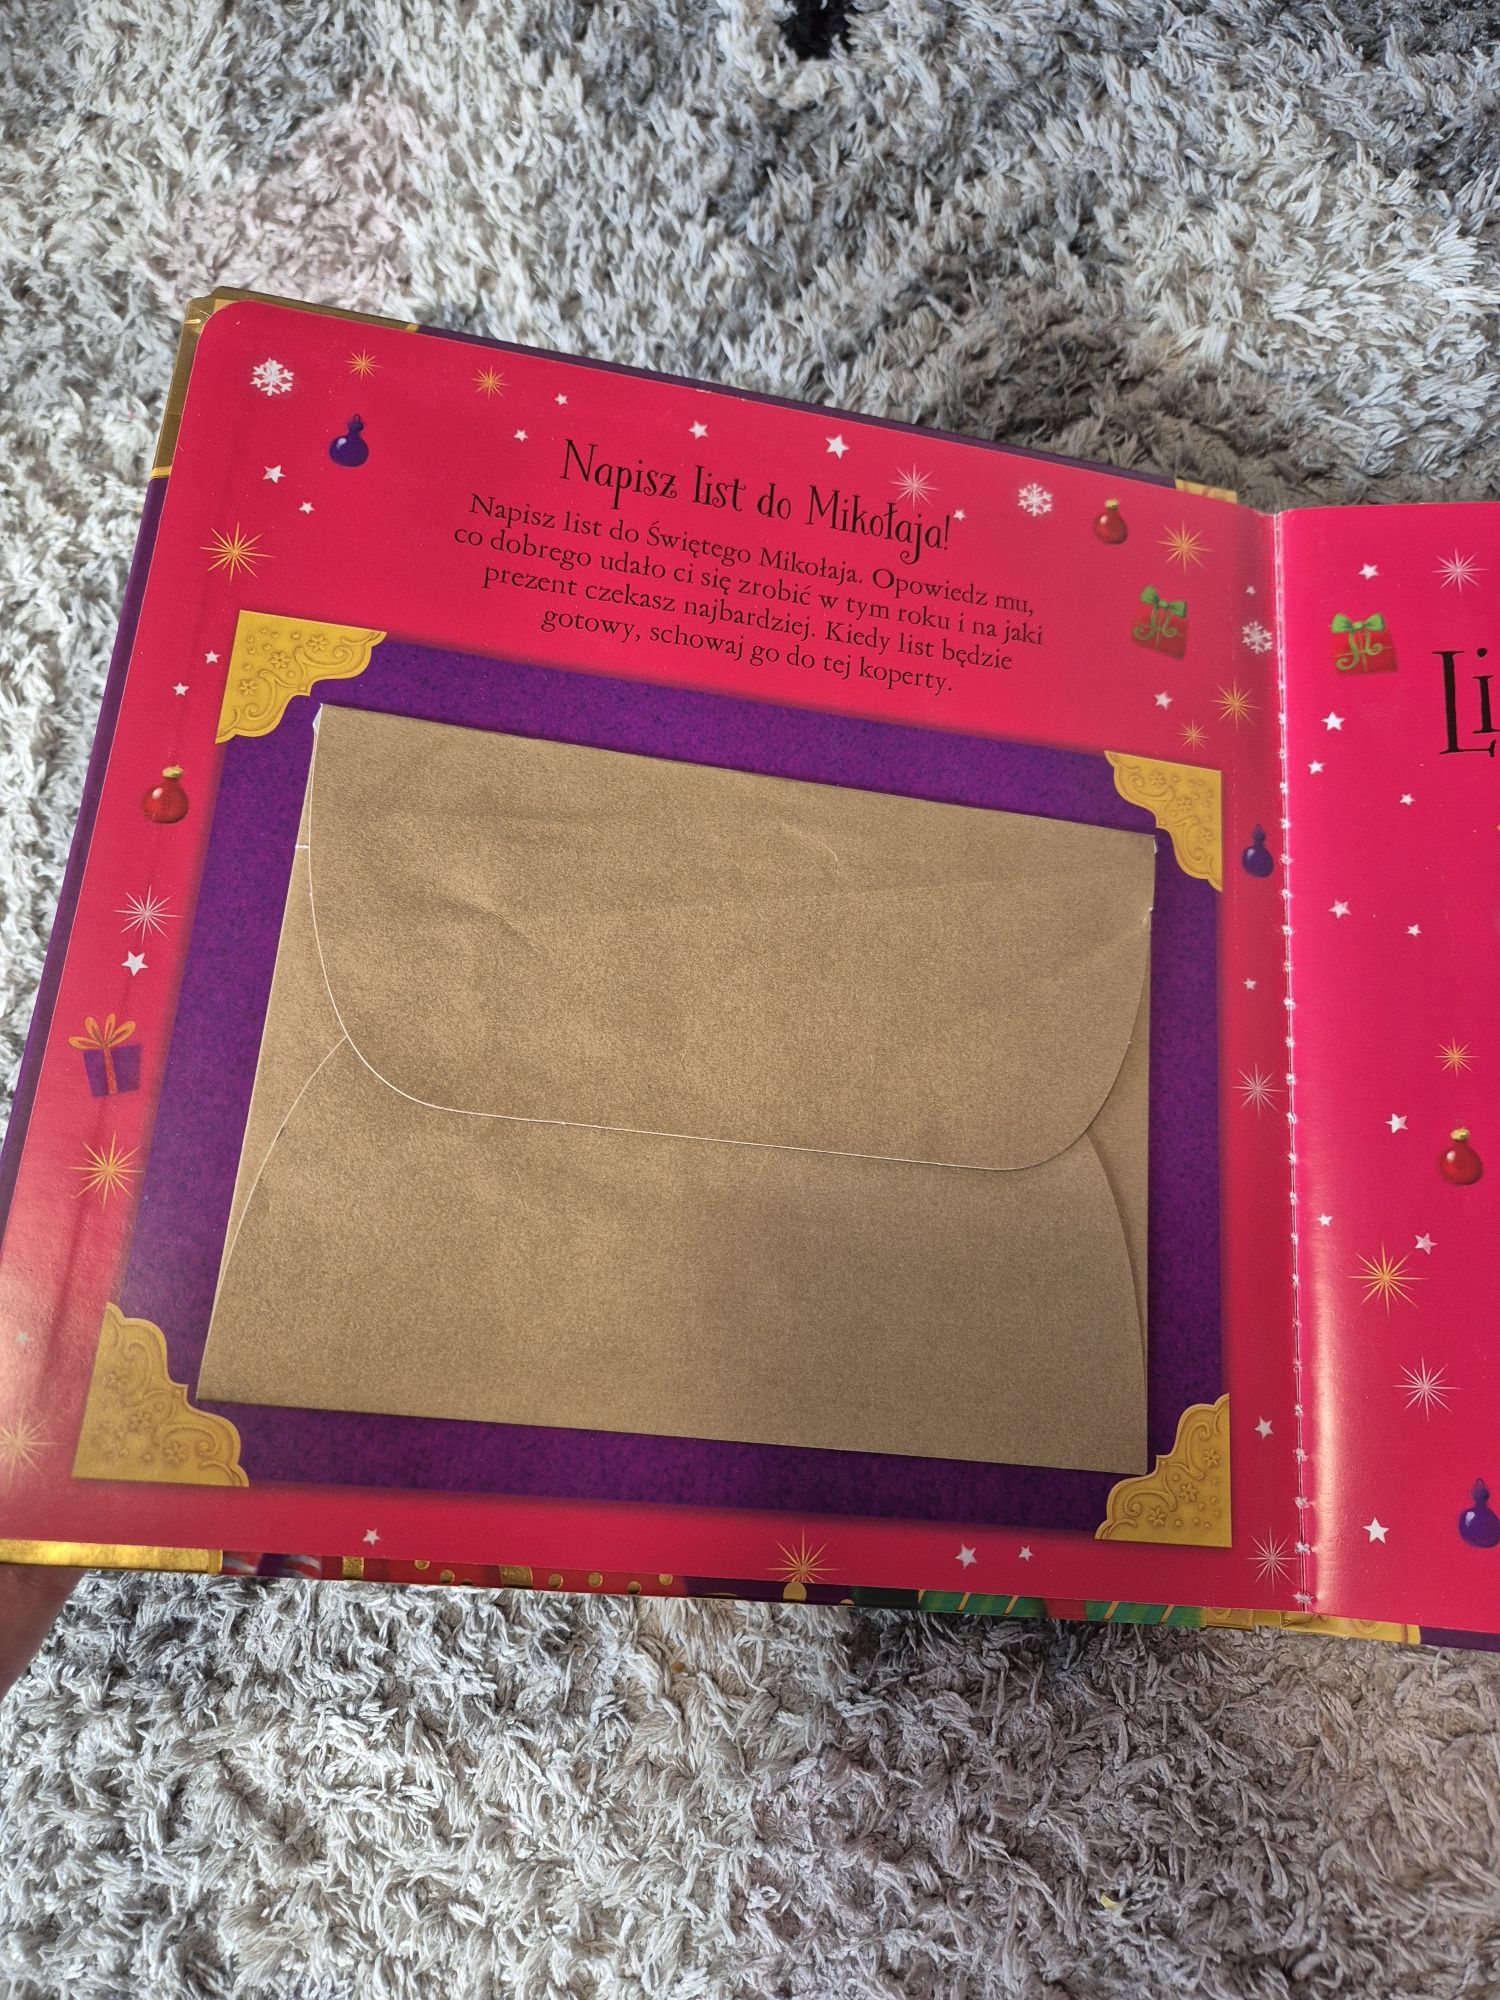 Napisz list do Mikołaja!
Napisz list do Świętego Mikołaja. Opowiedz mu,
co dobrego udało ci się zrobić w tym roku i na jaki
prezent czekasz najbardziej. Kiedy list będzie
gotowy, schowaj go do tej koperty.
Li